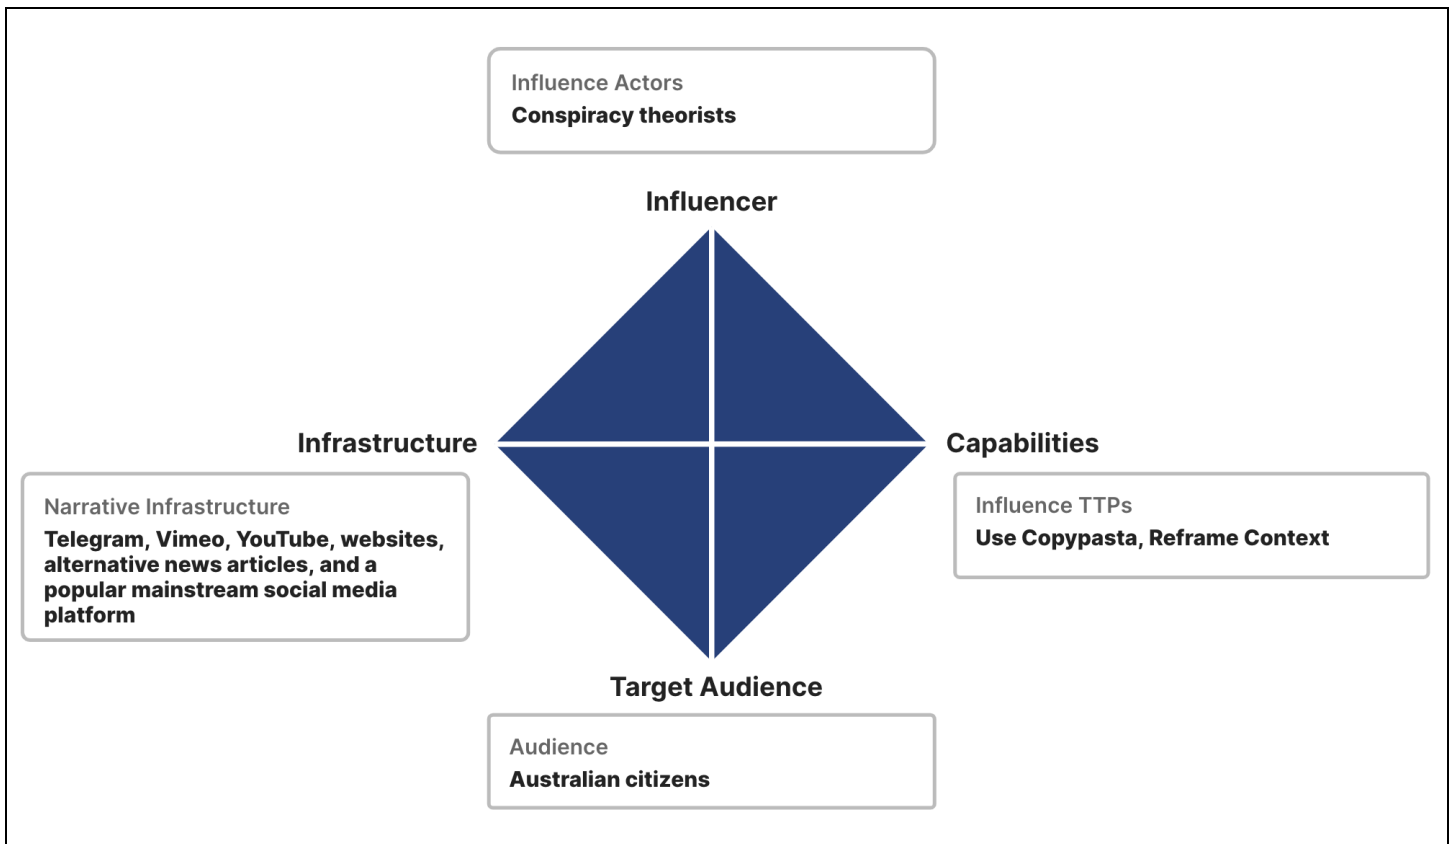 Influence Actors
Conspiracy theorists
Influencer
Infrastructure
Capabilities
Narrative Infrastructure
Telegram, Vimeo, YouTube, websites,
alternative news articles, and a
popular mainstream social media
platform
Influence TTPs
Use Copypasta, Reframe Context
Target Audience
Audience
Australian citizens